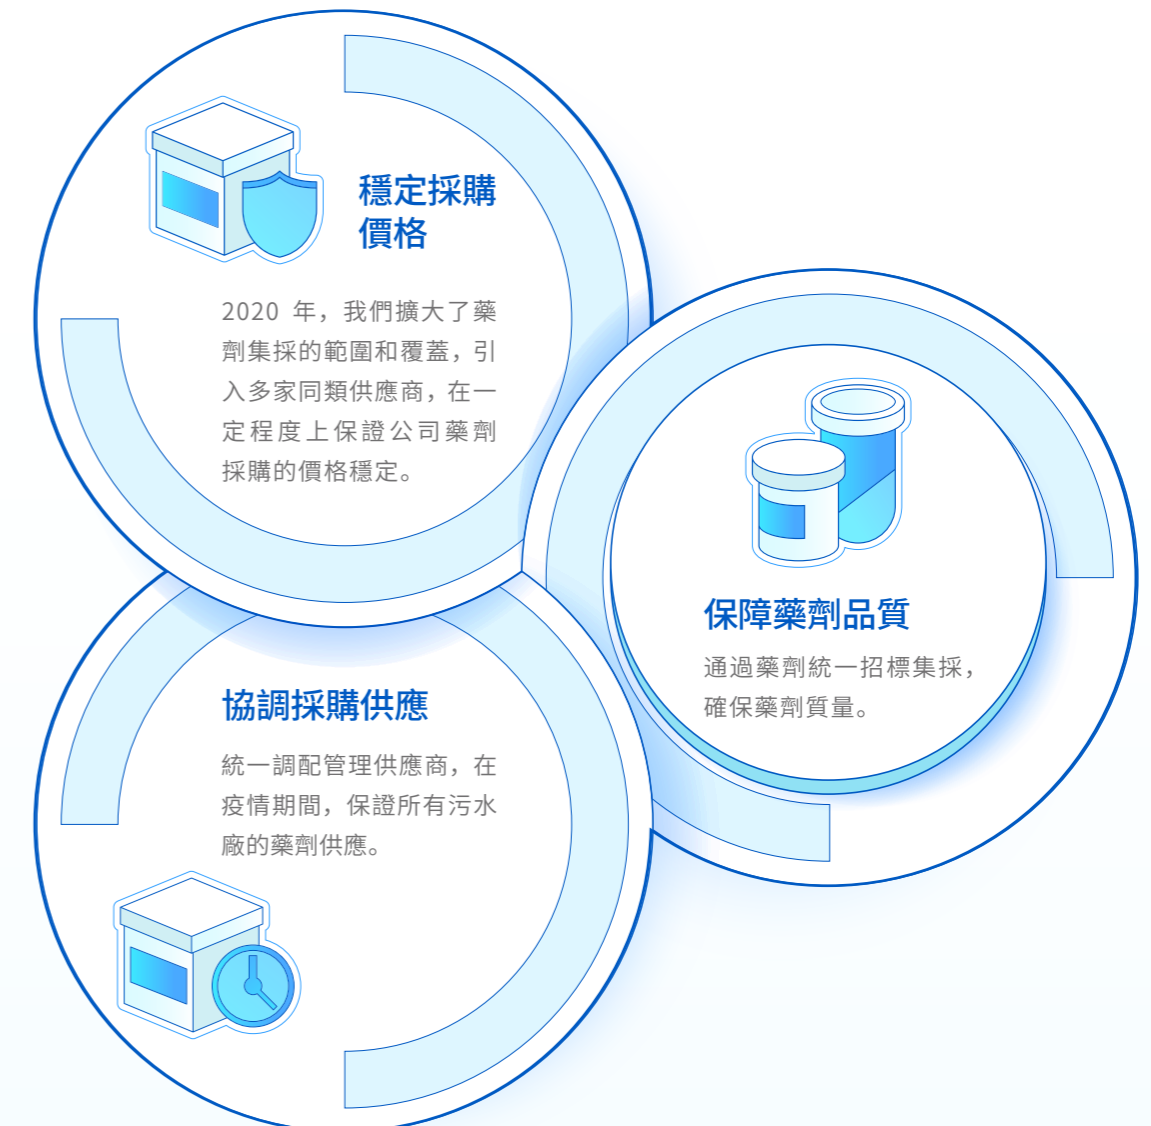 穩定採購
價格
2020 年，我們擴大了藥
劑集採的範圍和覆蓋，引
入多家同類供應商，在一
定程度上保證公司藥劑
採購的價格穩定。
保障藥劑品質
通過藥劑統一招標集採，
確保藥劑質量。
協調採購供應
統一調配管理供應商，在
疫情期間，保證所有污水
廠的藥劑供應。